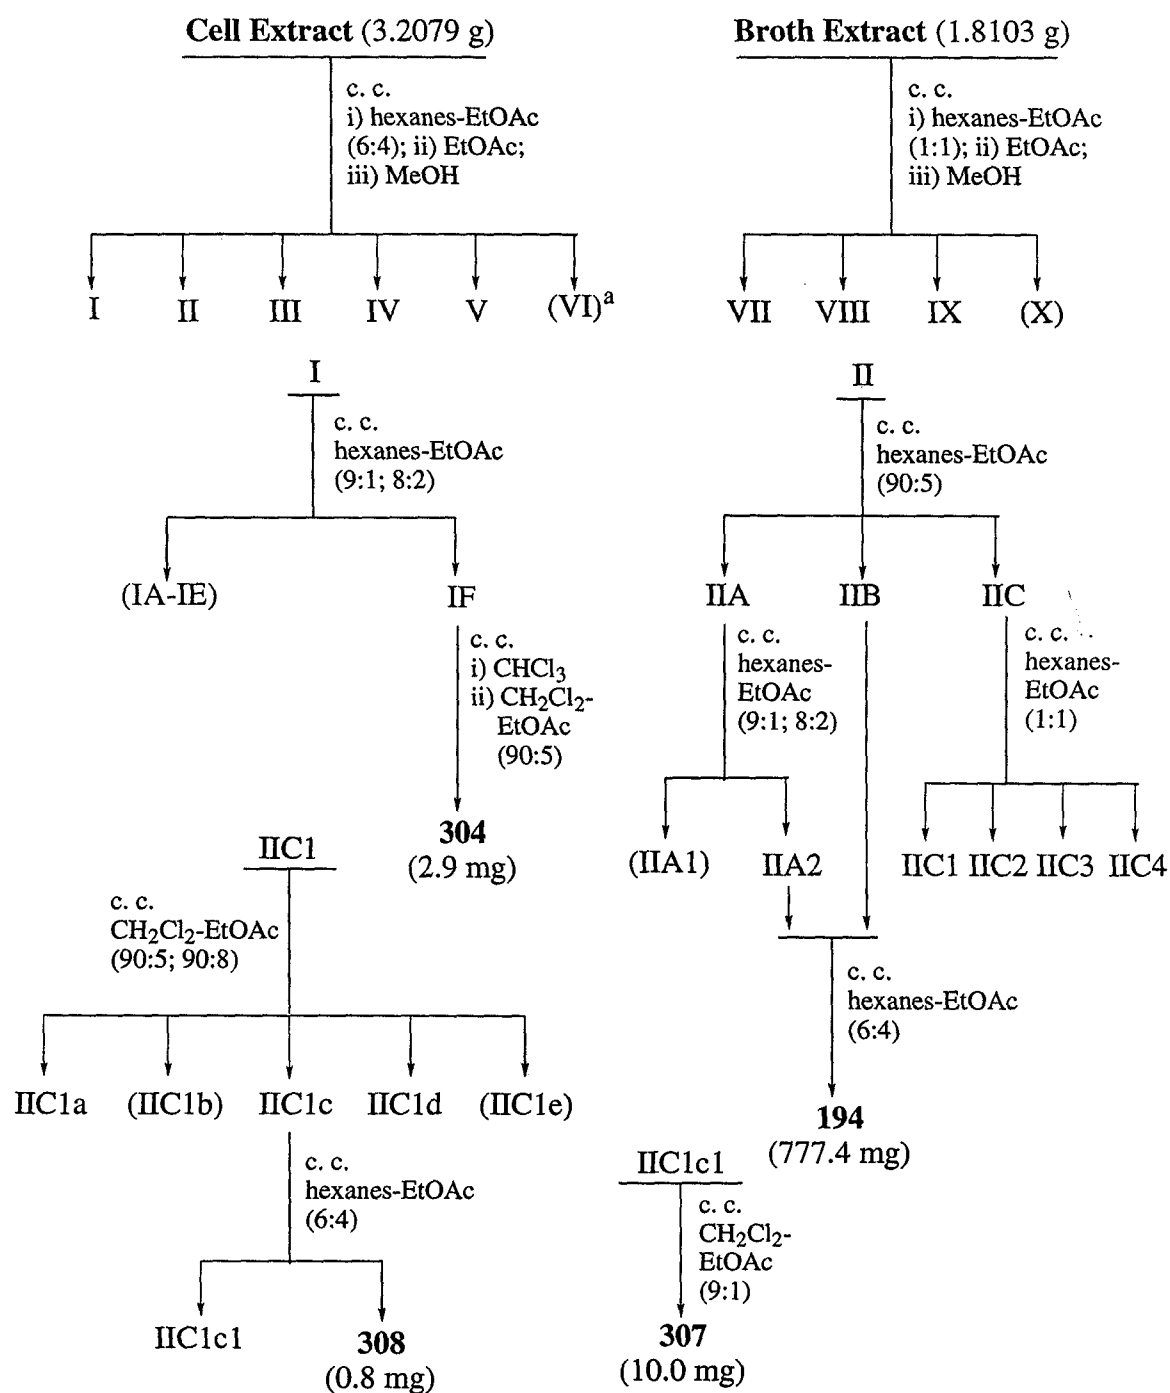 Cell Extract (3.2079 g)
c. c.
i) hexanes-EtOAc
(6:4); ii) EtOAc;
iii) MeOH
I II III IV V (VI)ᵃ
Broth Extract (1.8103 g)
c. c.
i) hexanes-EtOAc
(1:1); ii) EtOAc;
iii) MeOH
VII VIII IX (X)
I
c. c.
hexanes-EtOAc
(9:1; 8:2)
(IA-IE) IF
c. c.
i) CHCl₃
ii) CH₂Cl₂-
EtOAc
(90:5)
304
(2.9 mg)
II
c. c.
hexanes-EtOAc
(90:5)
IIA IIB IIC
c. c.
hexanes-
EtOAc
(9:1; 8:2)
c. c.
hexanes-
EtOAc
(1:1)
(IIA1) IIA2
IIC1 IIC2 IIC3 IIC4
c. c.
hexanes-EtOAc
(6:4)
194
(777.4 mg)
IIC1
c. c.
CH₂Cl₂-EtOAc
(90:5; 90:8)
IIC1a (IIC1b) IIC1c IIC1d (IIC1e)
c. c.
hexanes-EtOAc
(6:4)
IIC1c1 308
(0.8 mg)
IIC1c1
c. c.
CH₂Cl₂-
EtOAc
(9:1)
307
(10.0 mg)